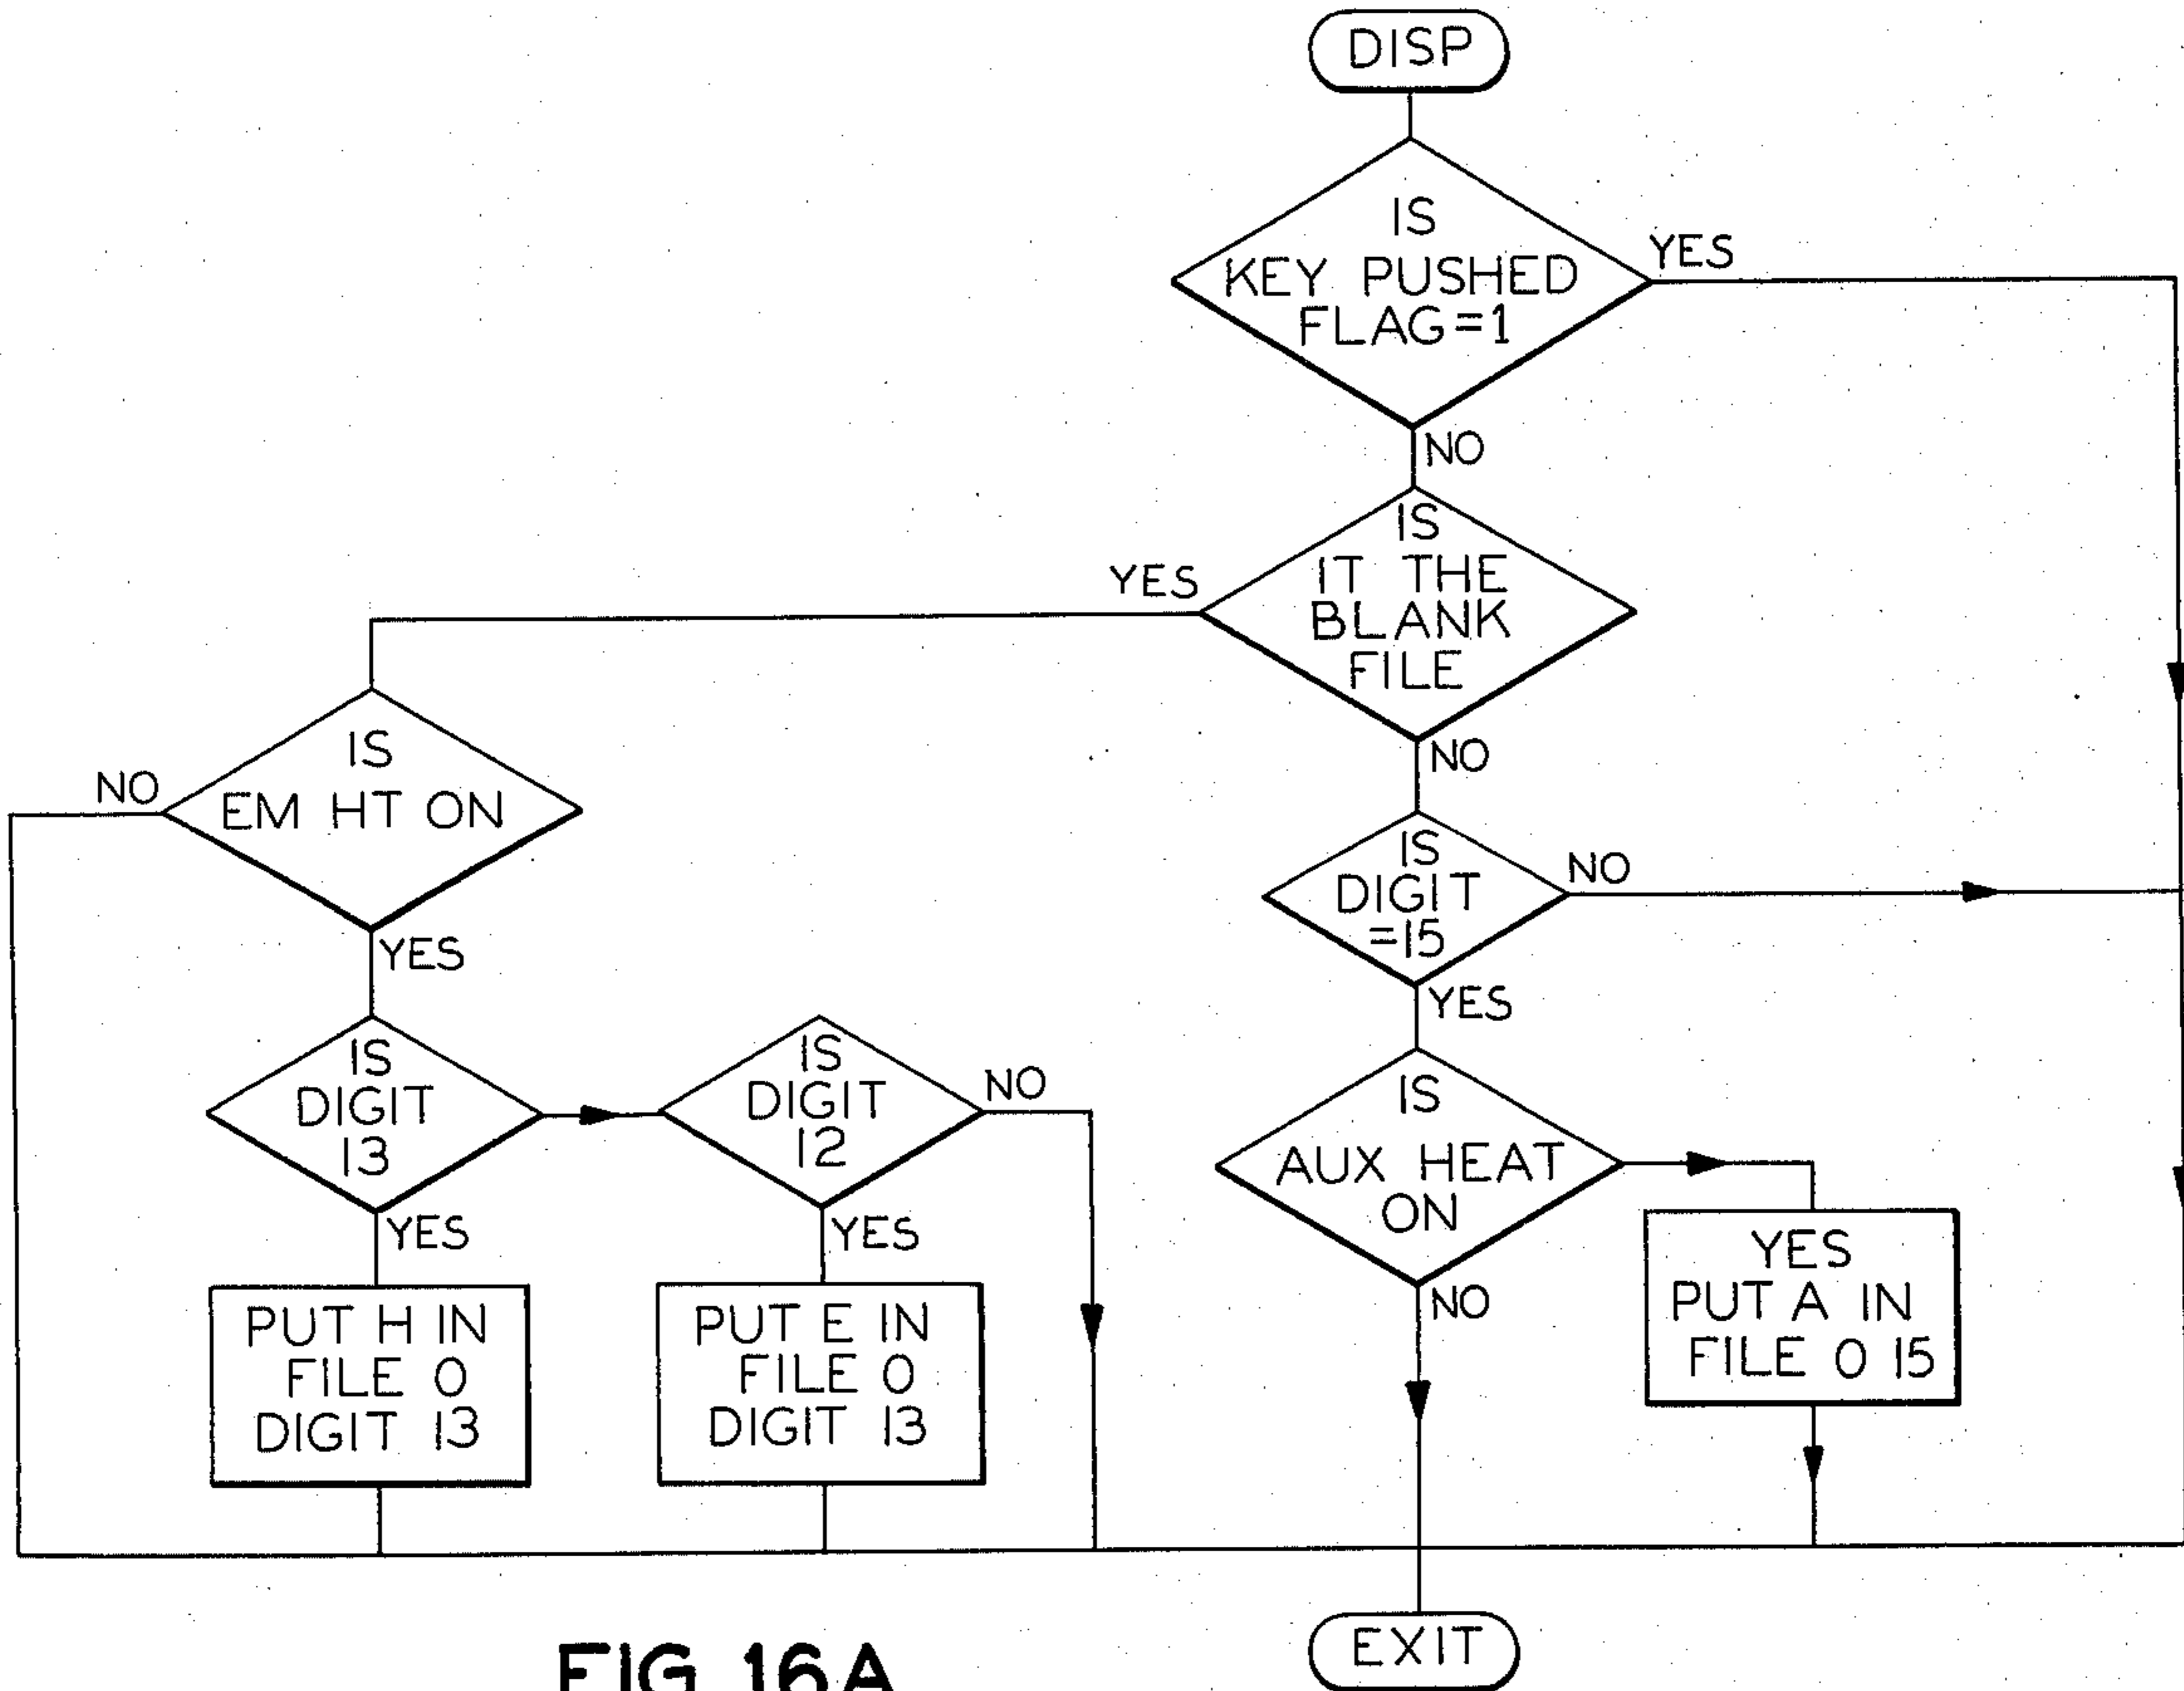 DISP
IS
KEY PUSHED
FLAG=1
YES
NO
IS
IT THE
BLANK
FILE
YES
NO
IS
EM HT ON
NO
YES
IS
DIGIT
=15
NO
YES
IS
DIGIT
13
YES
IS
DIGIT
12
NO
YES
IS
AUX HEAT
ON
NO
YES
PUT A IN
FILE 0 15
PUT H IN
FILE 0
DIGIT 13
PUT E IN
FILE 0
DIGIT 13
EXIT
FIG 16A